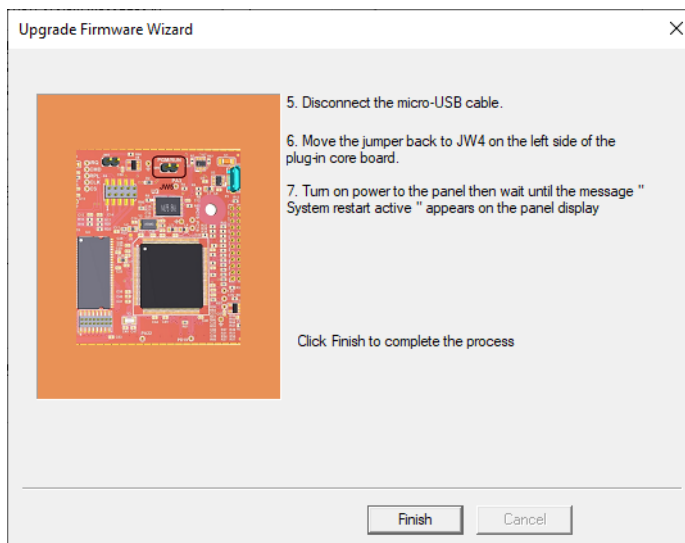 Upgrade Firmware Wizard
5. Disconnect the micro-USB cable.
6. Move the jumper back to JW4 on the left side of the
plug-in core board.
7. Turn on power to the panel then wait until the message "
System restart active " appears on the panel display
JW5
Click Finish to complete the process
Finish
Cancel